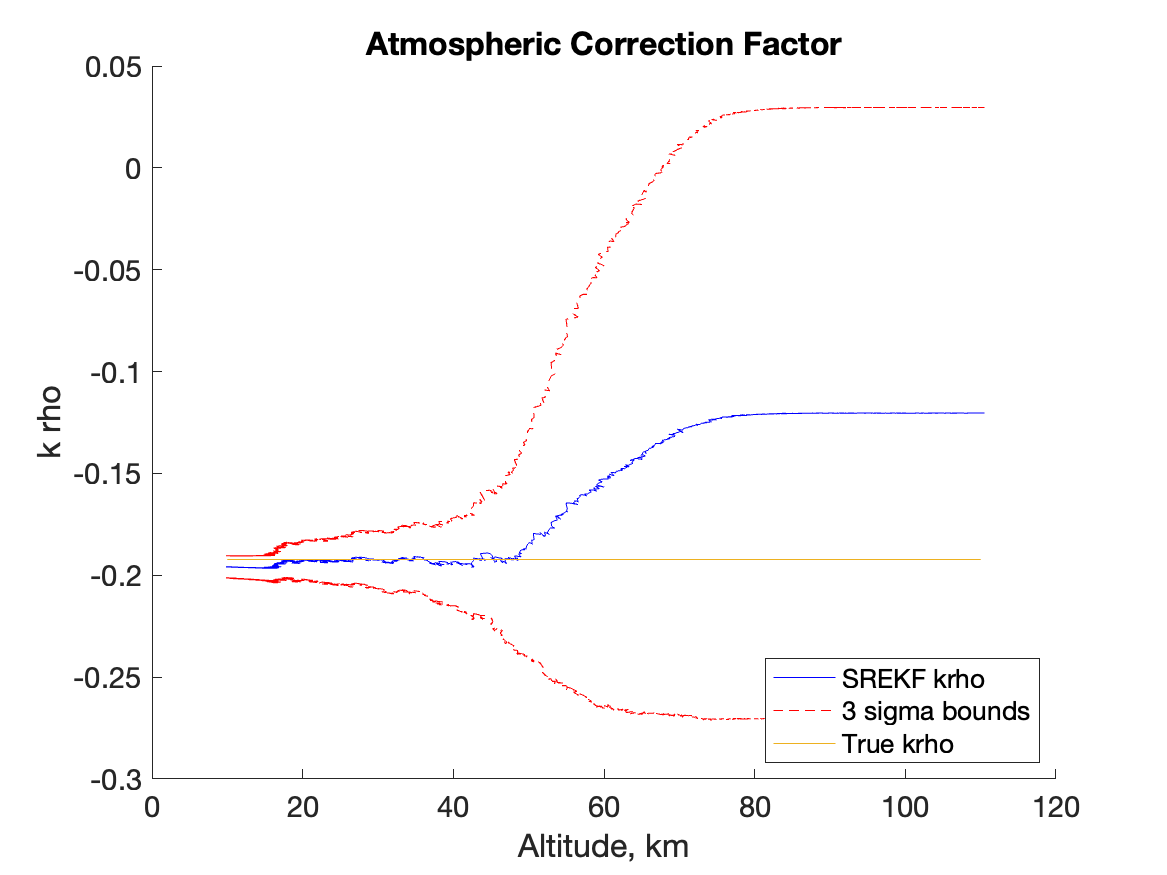 Atmospheric Correction Factor
0.05
0
-0.05
-0.1
-0.15
-0.2
-0.25
-0.3
k rho
SREKF krho
3 sigma bounds
True krho
0 20 40 60 80 100 120
Altitude, km